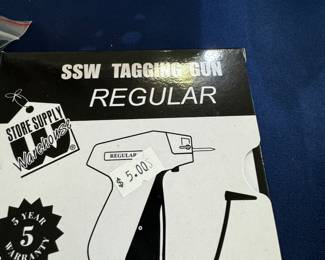 SSW TAGGING GUN
REGULAR
STORE SUPPLY
W
Warehouse
REGULAR
$ 5.00
5 YEAR
5
WARRANTY